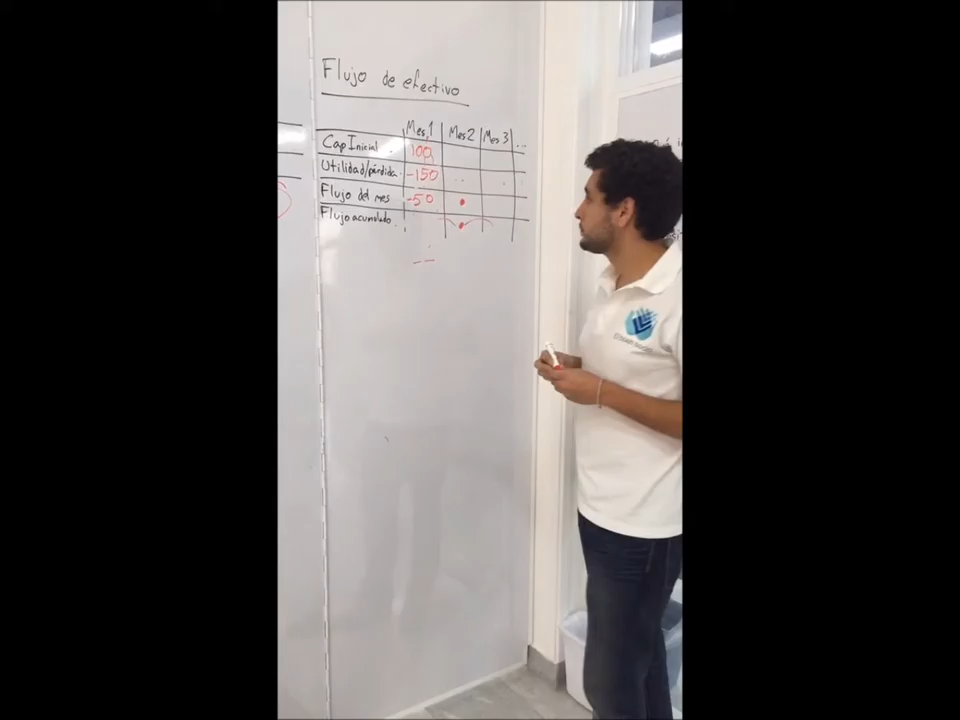 Flujo de efectivo
Mes 1 Mes 2 Mes 3 ...
Cap Inicial 100
Utilidad/pérdida -150
Flujo del mes -50
Flujo acumulado